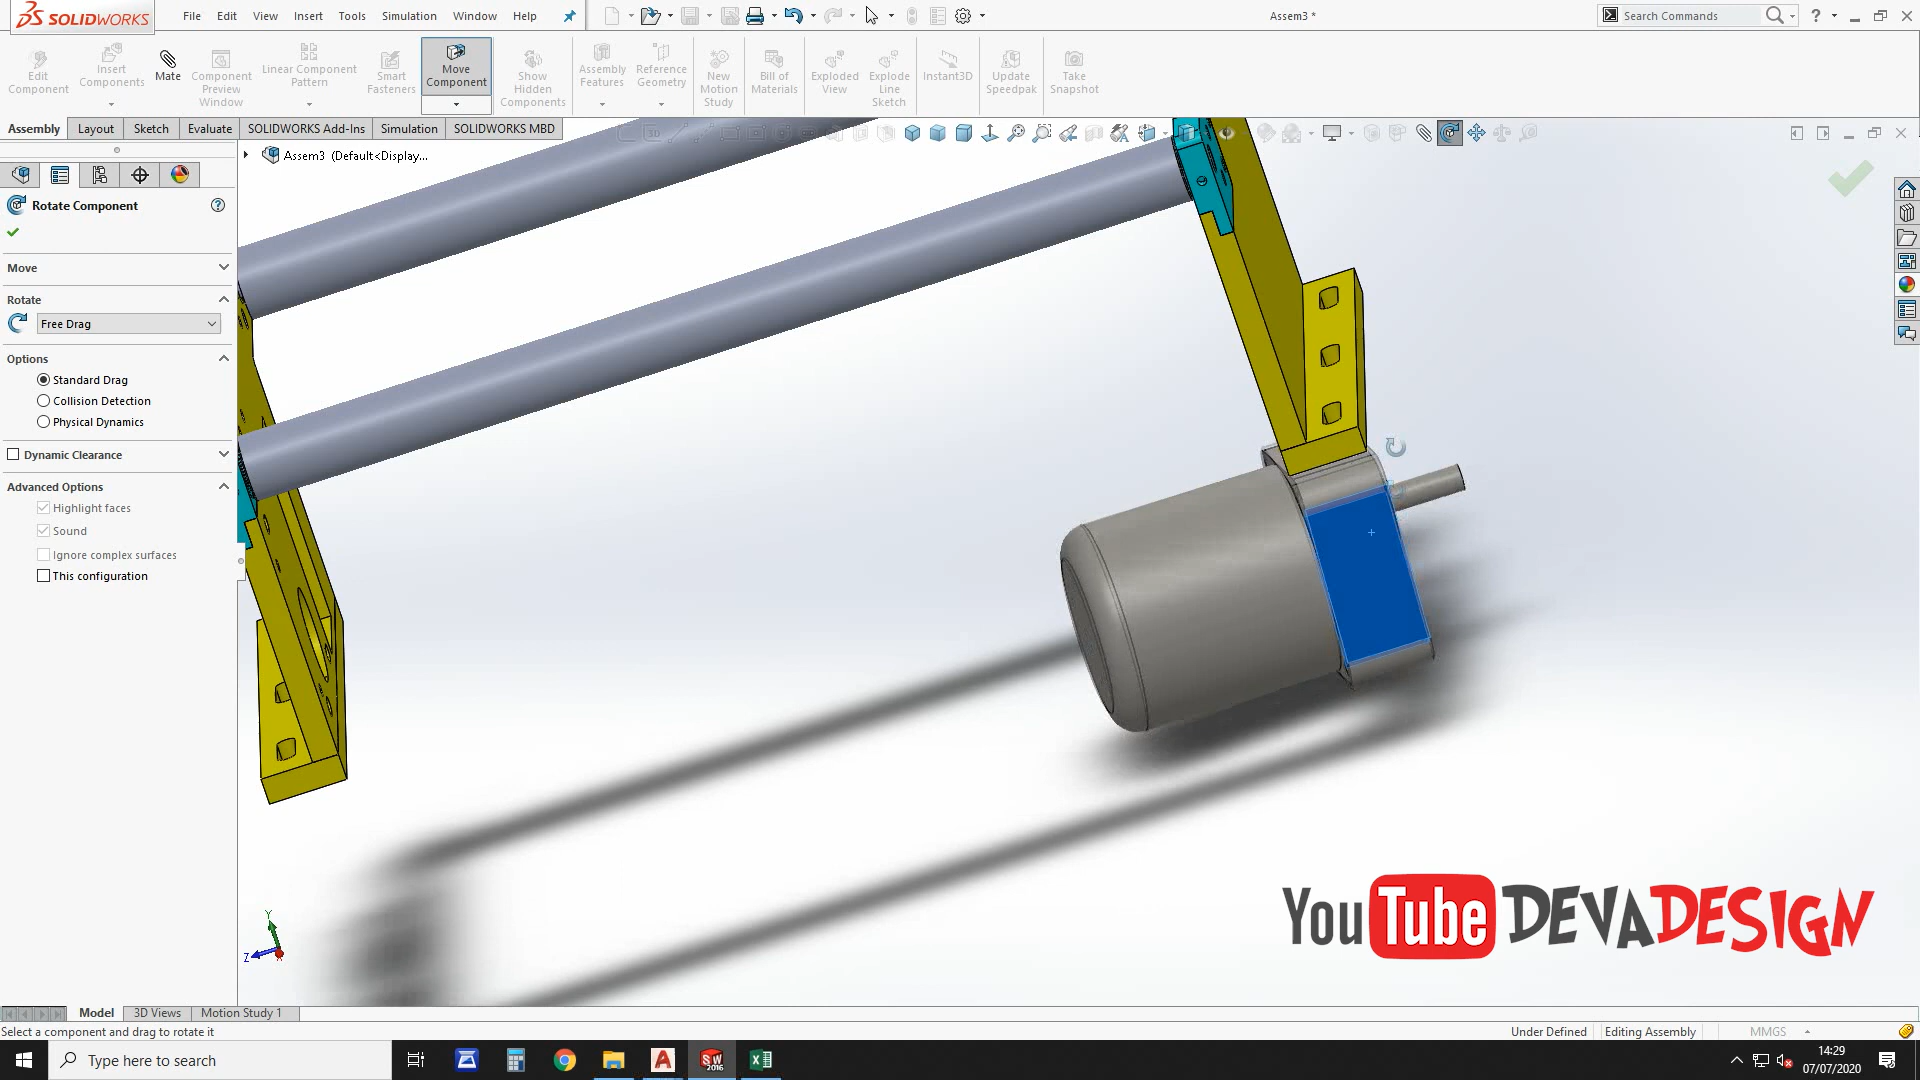 SOLIDWORKS
File Edit View Insert Tools Simulation Window Help
Assem3 *
Search Commands
Edit Component
Insert Components
Mate
Component Preview Window
Linear Component Pattern
Smart Fasteners
Move Component
Show Hidden Components
Assembly Features
Reference Geometry
New Motion Study
Bill of Materials
Exploded View
Explode Line Sketch
Instant3D
Update Speedpak
Take Snapshot
Assembly Layout Sketch Evaluate SOLIDWORKS Add-Ins Simulation SOLIDWORKS MBD
Assem3 (Default<Display...
Rotate Component
Move
Rotate
Free Drag
Options
Standard Drag
Collision Detection
Physical Dynamics
Dynamic Clearance
Advanced Options
Highlight faces
Sound
Ignore complex surfaces
This configuration
Y
Z
X
YouTube DEVADESIGN
Model 3D Views Motion Study 1
Select a component and drag to rotate it
Under Defined Editing Assembly MMGS
Type here to search
SW 2016
14:29
07/07/2020